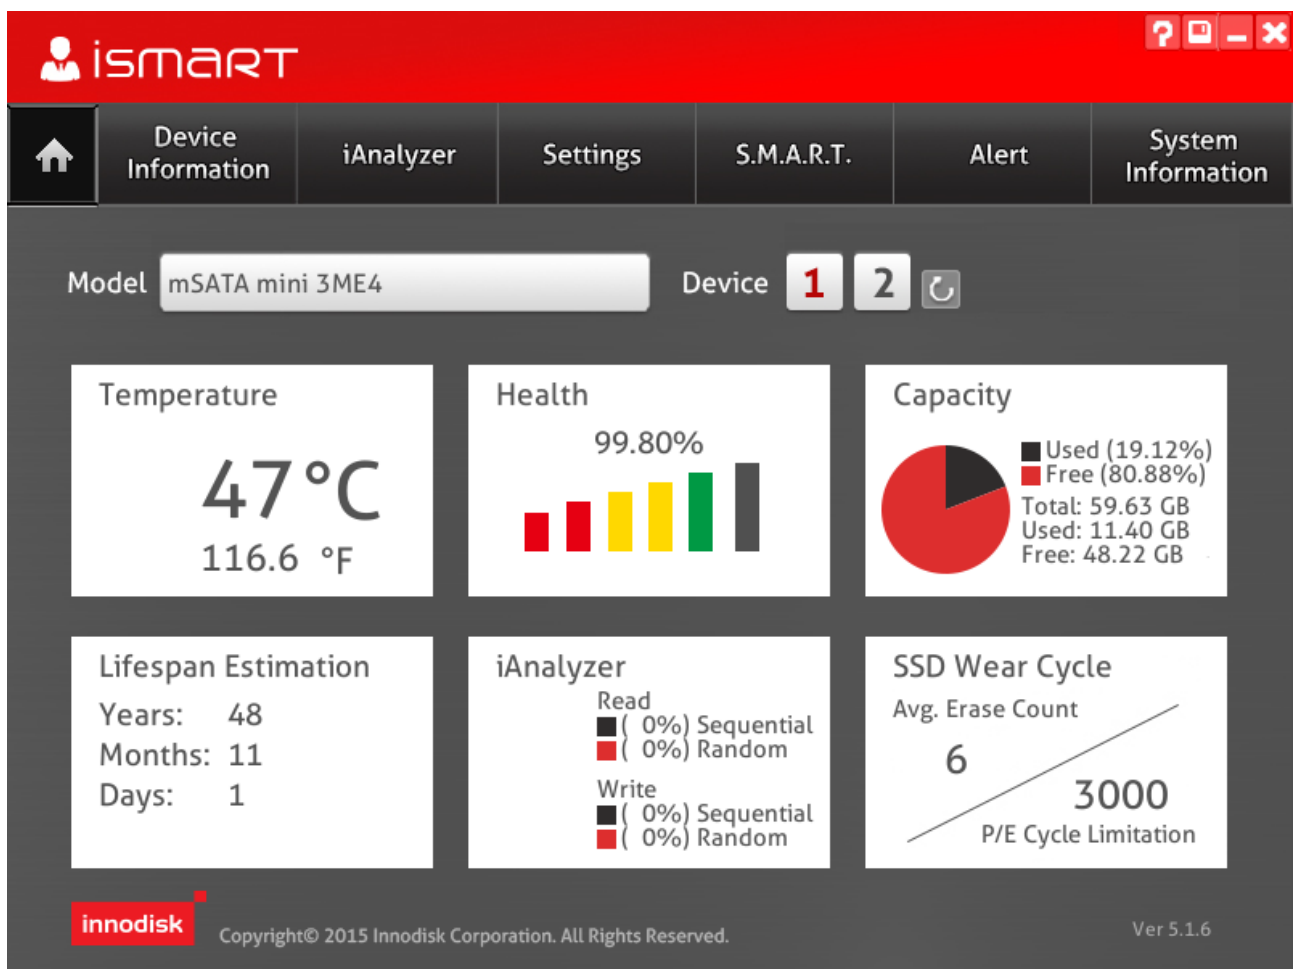 ismart
Device
Information
iAnalyzer
Settings
S.M.A.R.T.
Alert
System
Information
Model
mSATA mini 3ME4
Device
1
2
Temperature
47°C
116.6 °F
Health
99.80%
Capacity
Used (19.12%)
Free (80.88%)
Total: 59.63 GB
Used: 11.40 GB
Free: 48.22 GB
Lifespan Estimation
Years: 48
Months: 11
Days: 1
iAnalyzer
Read
( 0%) Sequential
( 0%) Random
Write
( 0%) Sequential
( 0%) Random
SSD Wear Cycle
Avg. Erase Count
6
3000
P/E Cycle Limitation
innodisk
Copyright© 2015 Innodisk Corporation. All Rights Reserved.
Ver 5.1.6